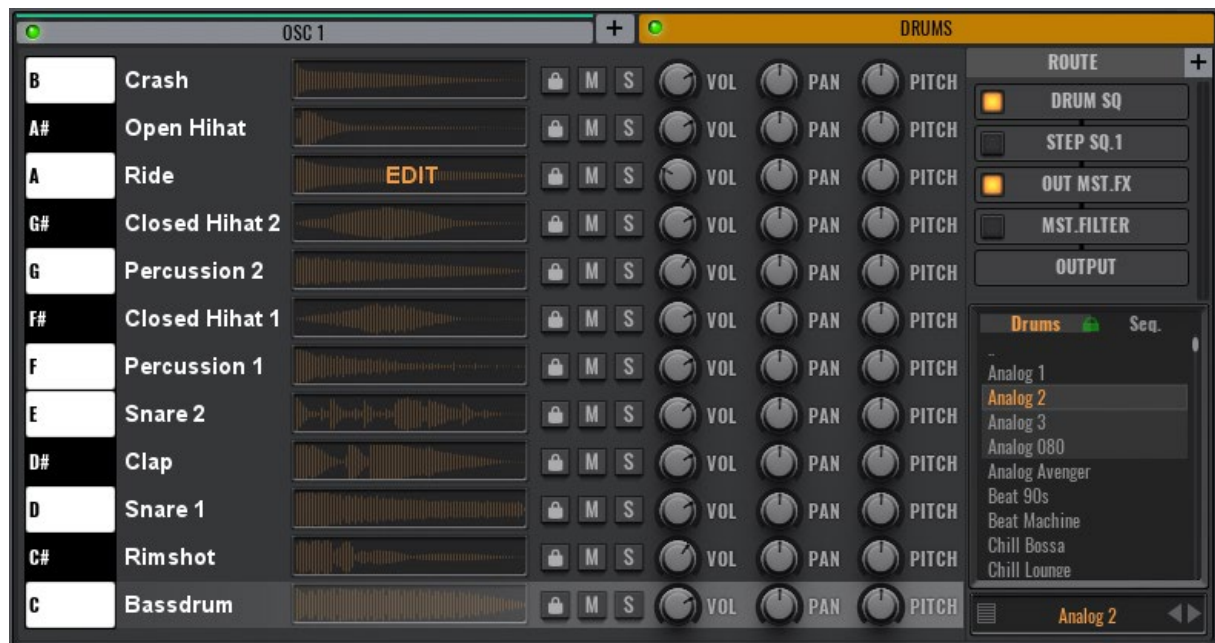 OSC 1 + DRUMS
B Crash M S VOL PAN PITCH
A# Open Hihat M S VOL PAN PITCH
A Ride EDIT M S VOL PAN PITCH
G# Closed Hihat 2 M S VOL PAN PITCH
G Percussion 2 M S VOL PAN PITCH
F# Closed Hihat 1 M S VOL PAN PITCH
F Percussion 1 M S VOL PAN PITCH
E Snare 2 M S VOL PAN PITCH
D# Clap M S VOL PAN PITCH
D Snare 1 M S VOL PAN PITCH
C# Rimshot M S VOL PAN PITCH
C Bassdrum M S VOL PAN PITCH
ROUTE +
DRUM SQ
STEP SQ.1
OUT MST.FX
MST.FILTER
OUTPUT
Drums Seq.
..
Analog 1
Analog 2
Analog 3
Analog 080
Analog Avenger
Beat 90s
Beat Machine
Chill Bossa
Chill Lounge
Analog 2